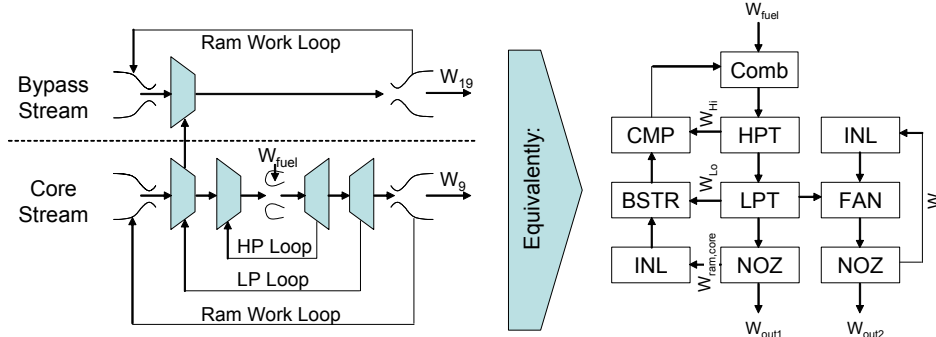 Ram Work Loop
Bypass
Stream
W19
Core
Stream
Wfuel
W9
HP Loop
LP Loop
Ram Work Loop
Equivalently:
Wfuel
Comb
WHi
CMP
HPT
INL
WLo
BSTR
LPT
FAN
W
Wram,core
INL
NOZ
NOZ
Wout1
Wout2